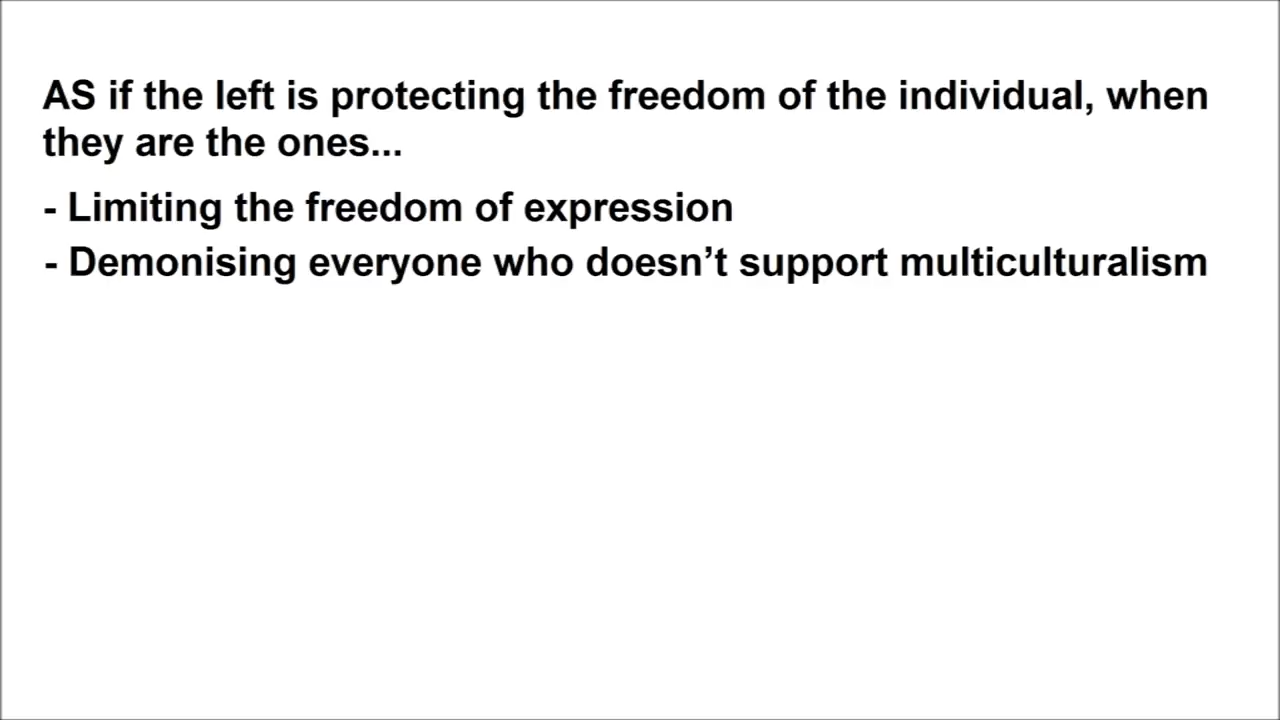 AS if the left is protecting the freedom of the individual, when
they are the ones...
- Limiting the freedom of expression
- Demonising everyone who doesn’t support multiculturalism